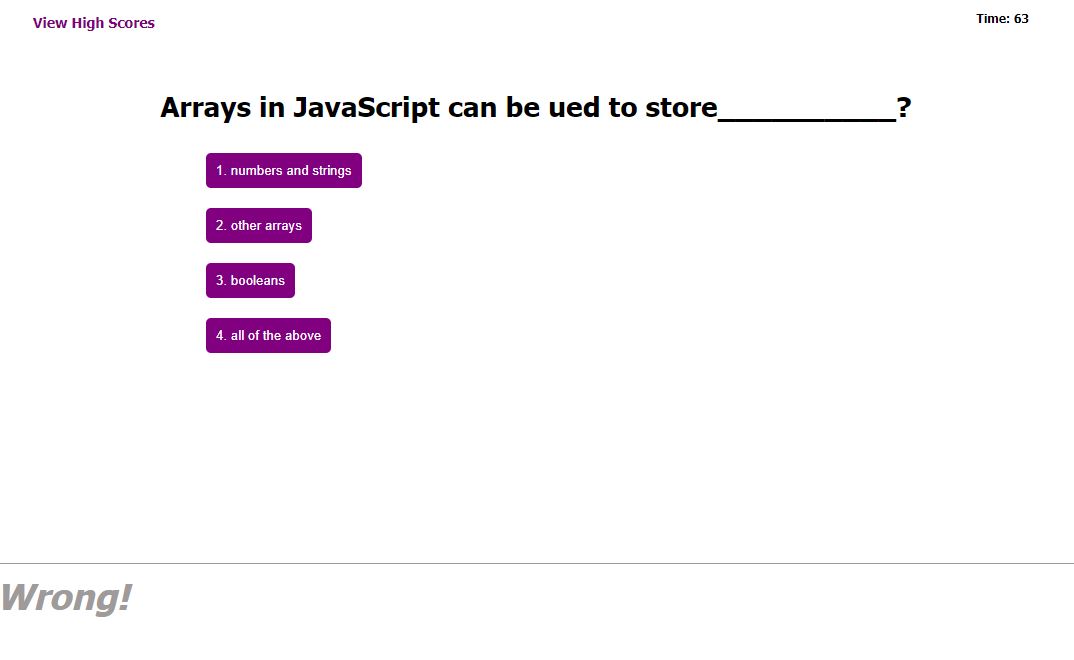 View High Scores
Time: 63
Arrays in JavaScript can be ued to store__________?
1. numbers and strings
2. other arrays
3. booleans
4. all of the above
Wrong!